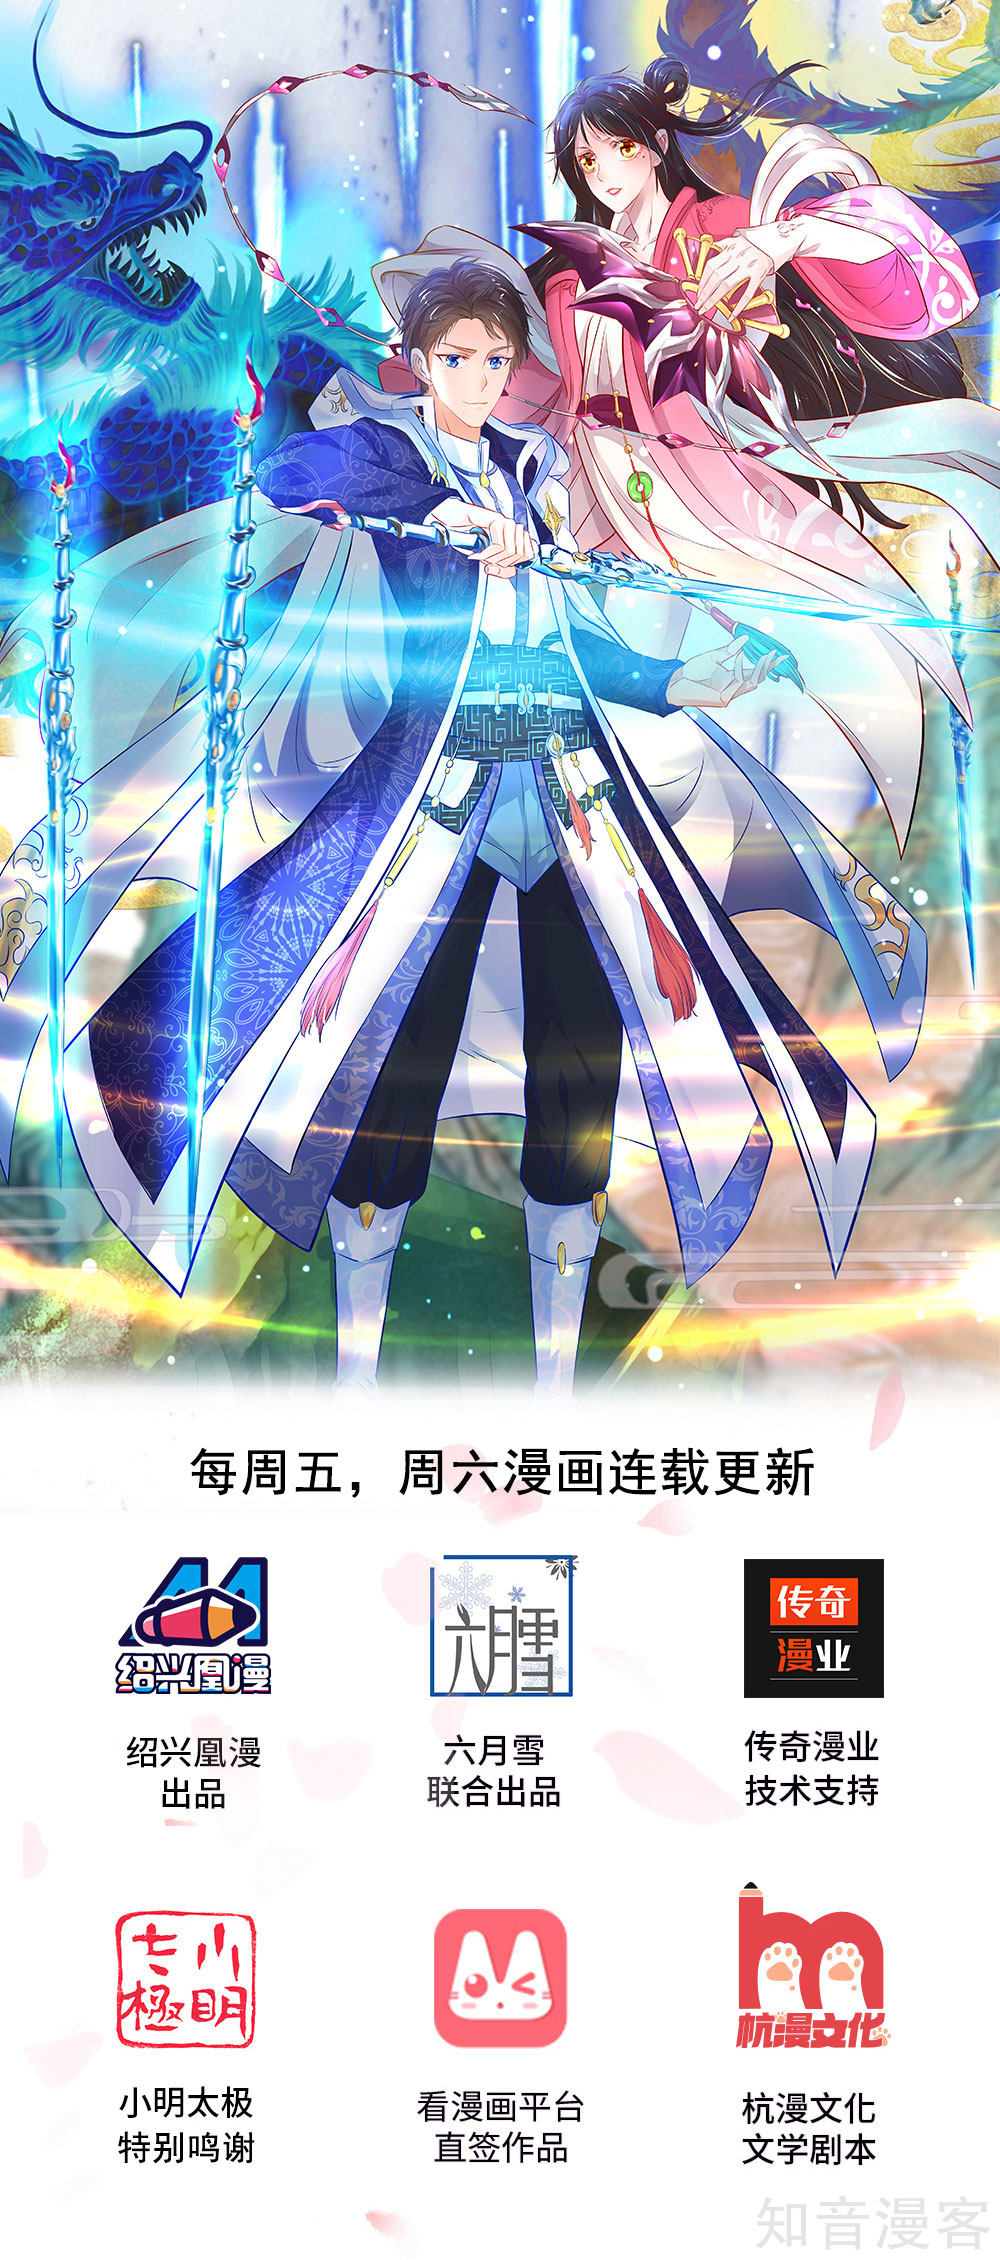 每周五，周六漫画连载更新
绍兴凰漫
六月雪
传奇
漫业
绍兴凰漫
出品
六月雪
联合出品
传奇漫业
技术支持
小明
太極
杭漫文化
小明太极
特别鸣谢
看漫画平台
直签作品
杭漫文化
文学剧本
知音漫客